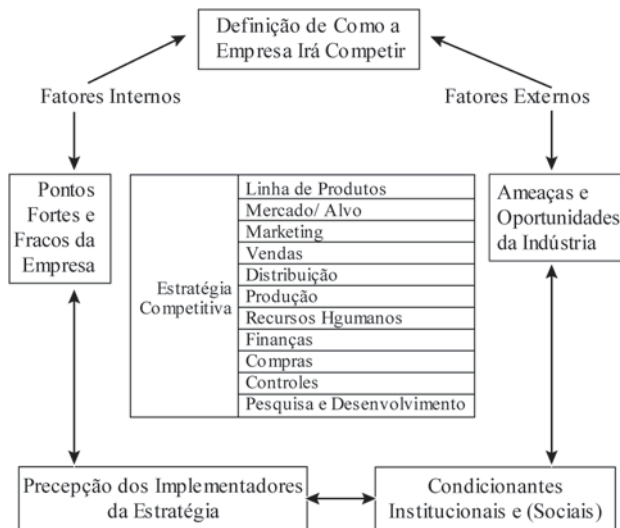 Definição de Como a
Empresa Irá Competir
Fatores Internos
Fatores Externos
Pontos
Fortes e
Fracos da
Empresa
Estratégia
Competitiva
Linha de Produtos
Mercado/ Alvo
Marketing
Vendas
Distribuição
Produção
Recursos Hgumanos
Finanças
Compras
Controles
Pesquisa e Desenvolvimento
Ameaças e
Oportunidades
da Indústria
Precepção dos Implementadores
da Estratégia
Condicionantes
Institucionais e (Sociais)